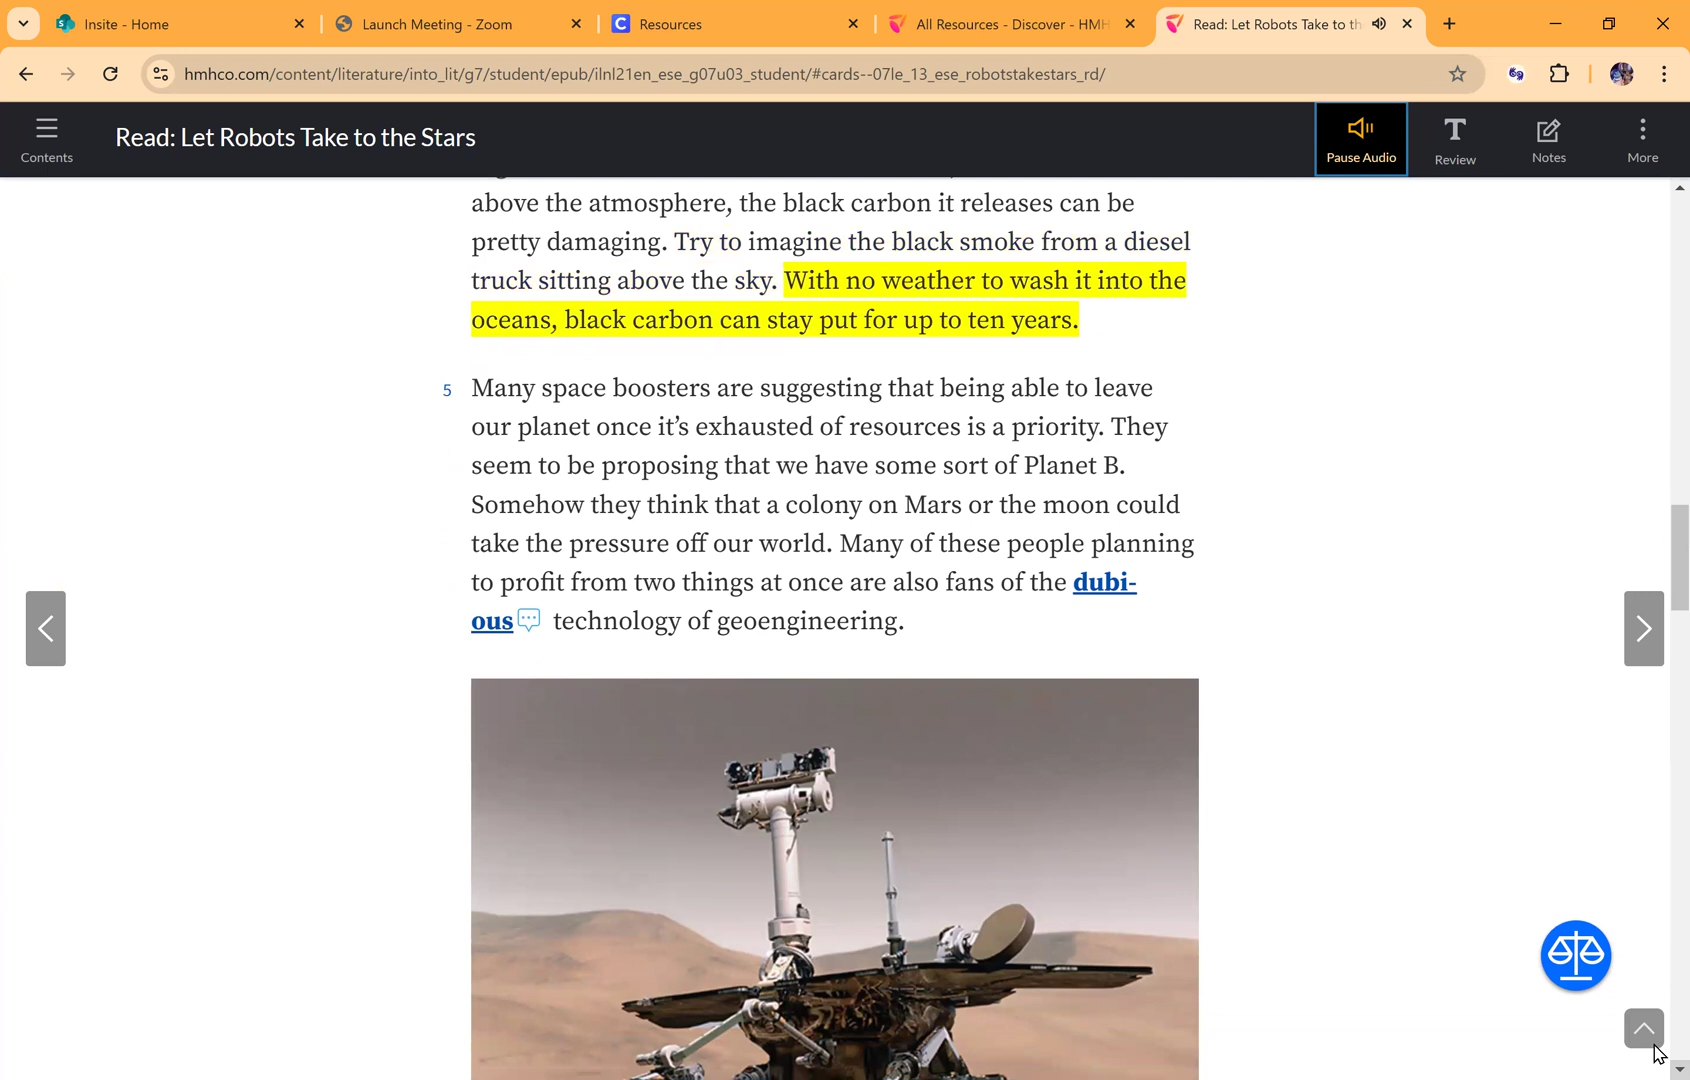 Insite - Home
Launch Meeting - Zoom
Resources
All Resources - Discover - HMH
Read: Let Robots Take to th
hmhco.com/content/literature/into_lit/g7/student/epub/ilnl21en_ese_g07u03_student/#cards--07le_13_ese_robotstakestars_rd/
Contents
Read: Let Robots Take to the Stars
Pause Audio
Review
Notes
More
above the atmosphere, the black carbon it releases can be
pretty damaging. Try to imagine the black smoke from a diesel
truck sitting above the sky. With no weather to wash it into the
oceans, black carbon can stay put for up to ten years.
5 Many space boosters are suggesting that being able to leave
our planet once it’s exhausted of resources is a priority. They
seem to be proposing that we have some sort of Planet B.
Somehow they think that a colony on Mars or the moon could
take the pressure off our world. Many of these people planning
to profit from two things at once are also fans of the dubi-
ous technology of geoengineering.